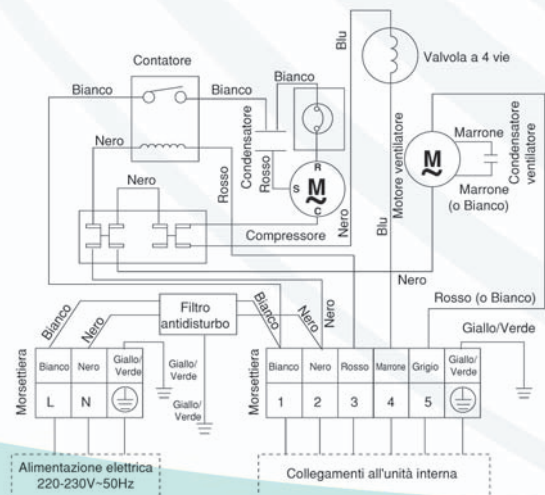 Blu
Contatore
Valvola a 4 vie
Bianco
Bianco
Bianco
Condensatore
Rosso
Nero
Rosso
Nero
R
S
M
~
C
Compressore
Nero
Blu
Motore ventilatore
M
~
Marrone
Marrone
(o Bianco)
Condensatore
ventilatore
Nero
Rosso (o Bianco)
Bianco
Nero
Filtro
antidisturbo
Bianco
Nero
Nero
Giallo/Verde
Morsettiera
Bianco
Nero
Giallo/
Verde
L
N
Giallo/
Verde
Giallo/
Verde
Morsettiera
Bianco
Nero
Rosso
Marrone
Grigio
Giallo/
Verde
1
2
3
4
5
Alimentazione elettrica
220-230V~50Hz
Collegamenti all'unità interna